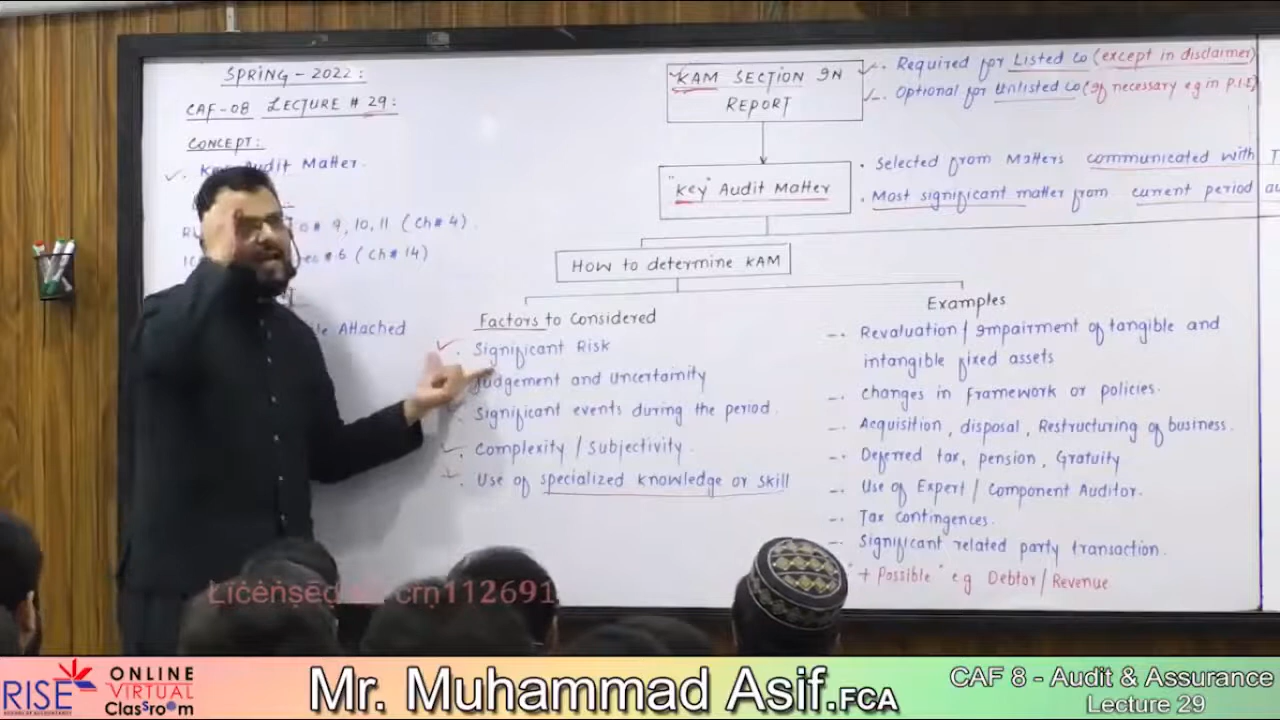 SPRING - 2022:
CAF-08 LECTURE # 29:
CONCEPT:
Key Audit Matter.
# 9, 10, 11 (Ch# 4).
#6 (Ch# 14)
Attached
KAM SECTION IN
REPORT
Required for Listed Co (except in disclaimer)
Optional for Unlisted Co (if necessary eg in P.I.E)
"Key" Audit Matter
Selected from Matters communicated with
Most significant matter from current period
How to determine KAM
Factors to Considered
Significant Risk
Judgement and Uncertainity
Significant events during the period.
Complexity / Subjectivity.
Use of specialized knowledge or skill
Examples
Revaluation / Impairment of tangible and
intangible fixed assets
Changes in Framework or policies.
Acquisition, disposal, Restructuring of business.
Deferred tax, pension, Gratuity
Use of Expert / Component Auditor.
Tax contingences.
Significant related party transaction.
"+ Possible" eg Debtor / Revenue
crn112691
RISE
ONLINE
VIRTUAL
Classroom
Mr. Muhammad Asif.FCA
CAF 8 - Audit & Assurance
Lecture 29